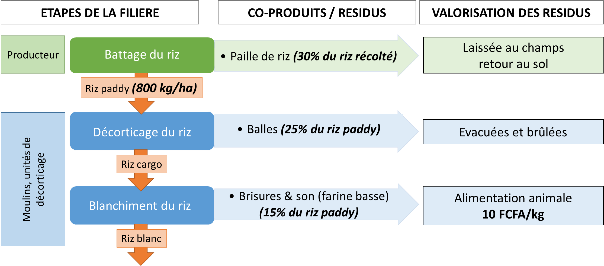 ETAPES DE LA FILIERE
CO-PRODUITS / RESIDUS
VALORISATION DES RESIDUS
Producteur
Battage du riz
• Paille de riz (30% du riz récolté)
Laissée au champs
retour au sol
Riz paddy (800 kg/ha)
Moulins, unités de
décorticage
Décorticage du riz
• Balles (25% du riz paddy)
Evacuées et brûlées
Riz cargo
Blanchiment du riz
• Brisures & son (farine basse)
(15% du riz paddy)
Alimentation animale
10 FCFA/kg
Riz blanc